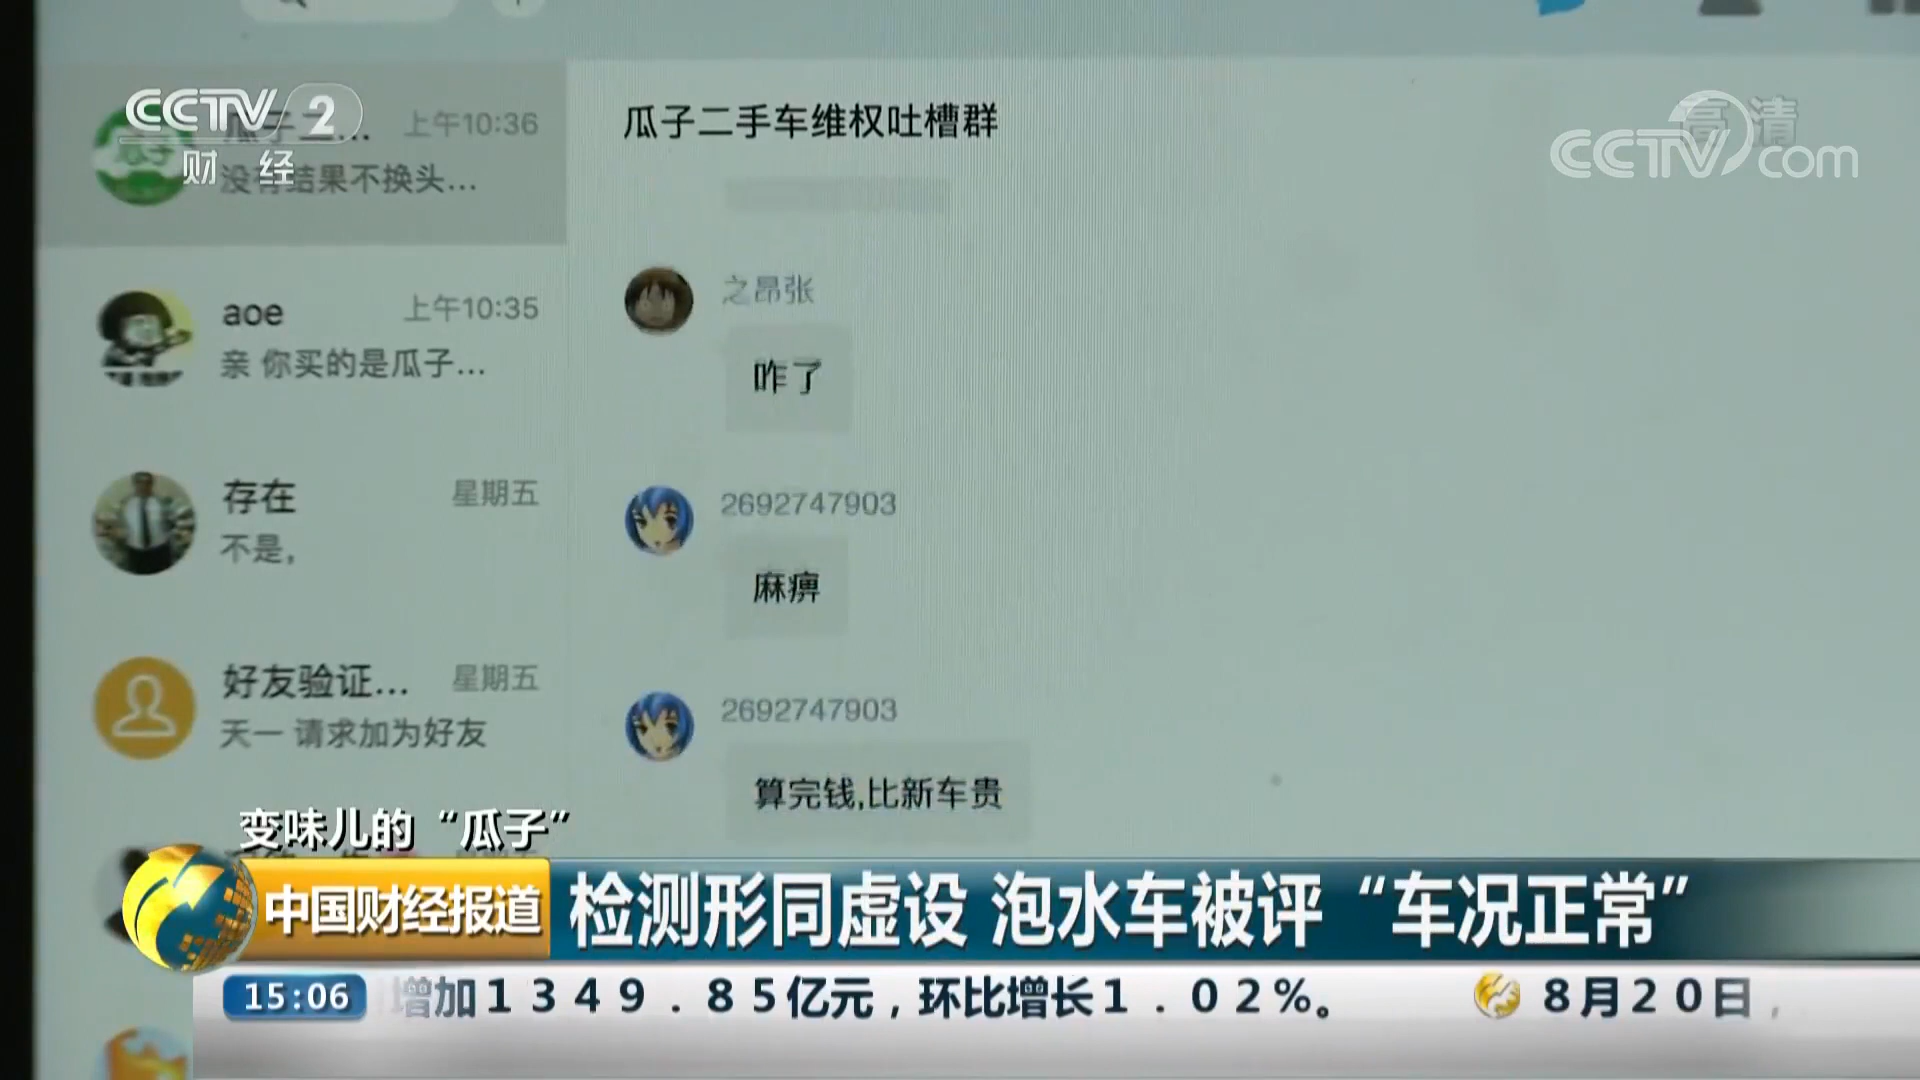 CCTV 2
财 经
高清
CCTV.com
瓜子二... 上午10:36
没有结果不换头...
aoe 上午10:35
亲 你买的是瓜子...
存在 星期五
不是,
好友验证... 星期五
天一 请求加为好友
瓜子二手车维权吐槽群
之昂张
咋了
2692747903
麻痹
2692747903
算完钱,比新车贵
变味儿的“瓜子”
中国财经报道
检测形同虚设 泡水车被评“车况正常”
15:06
增加1349.85亿元,环比增长1.02%。 8月20日,